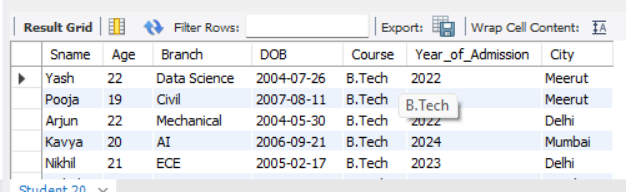 Result Grid Filter Rows: Export: Wrap Cell Content: IA
Sname Age Branch DOB Course Year_of_Admission City
Yash 22 Data Science 2004-07-26 B.Tech 2022 Meerut
Pooja 19 Civil 2007-08-11 B.Tech Meerut
B.Tech
Arjun 22 Mechanical 2004-05-30 B.Tech 2022 Delhi
Kavya 20 AI 2006-09-21 B.Tech 2024 Mumbai
Nikhil 21 ECE 2005-02-17 B.Tech 2023 Delhi
Student 20